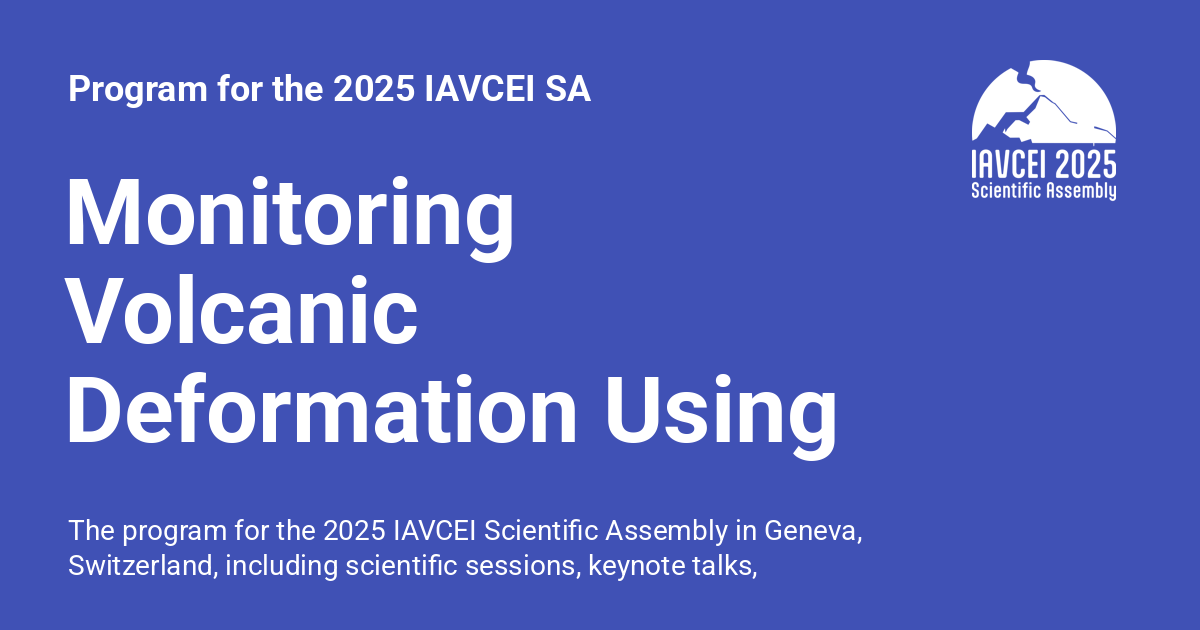 Program for the 2025 IAVCEI SA
IAVCEI 2025
Scientific Assembly
Monitoring
Volcanic
Deformation Using
The program for the 2025 IAVCEI Scientific Assembly in Geneva,
Switzerland, including scientific sessions, keynote talks,